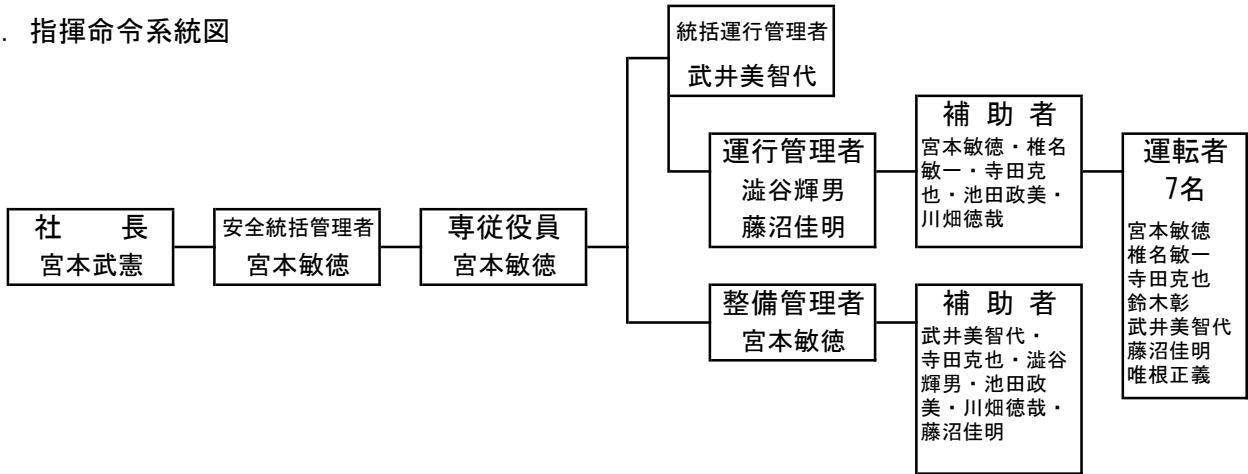 . 指揮命令系統図
統括運行管理者
武井美智代
運行管理者
澁谷輝男
藤沼佳明
補 助 者
宮本敏徳・椎名
敏一・寺田克
也・池田政美・
川畑徳哉
運転者
7名
宮本敏徳
椎名敏一
寺田克也
鈴木彰
武井美智代
藤沼佳明
唯根正義
社 長
宮本武憲
安全統括管理者
宮本敏徳
専従役員
宮本敏徳
整備管理者
宮本敏徳
補 助 者
武井美智代・
寺田克也・澁谷
輝男・池田政
美・川畑徳哉・
藤沼佳明